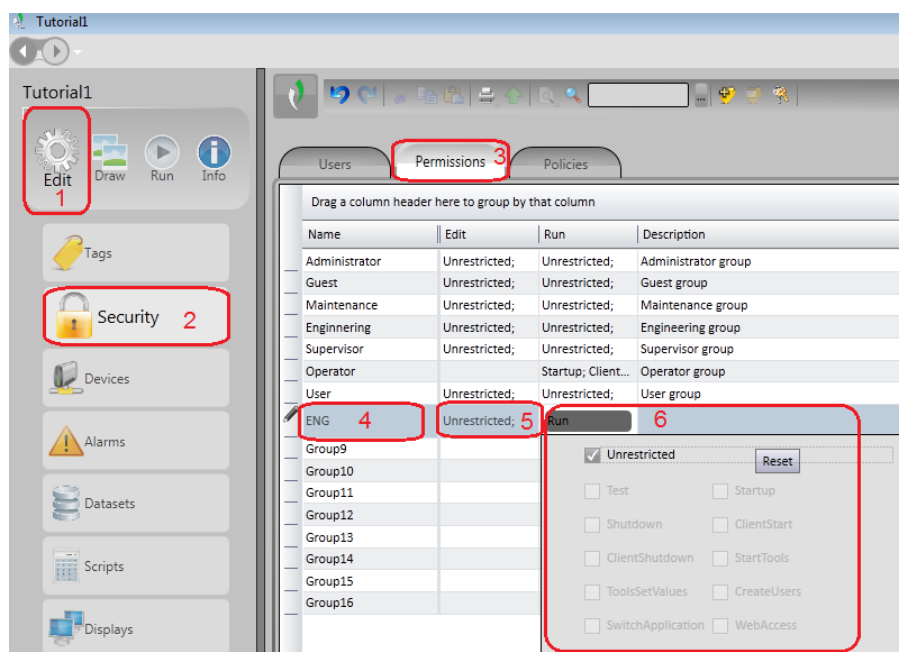 Tutorial1
Tutorial1
Edit Draw Run Info
1
Tags
Security 2
Devices
Alarms
Datasets
Scripts
Displays
...
Users Permissions 3 Policies
Drag a column header here to group by that column
Name Edit Run Description
Administrator Unrestricted; Unrestricted; Administrator group
Guest Unrestricted; Unrestricted; Guest group
Maintenance Unrestricted; Unrestricted; Maintenance group
Enginnering Unrestricted; Unrestricted; Engineering group
Supervisor Unrestricted; Unrestricted; Supervisor group
Operator Startup; Client... Operator group
User Unrestricted; Unrestricted; User group
ENG 4 Unrestricted; 5 Run 6
Group9
Group10
Group11
Group12
Group13
Group14
Group15
Group16
Unrestricted Reset
Test Startup
Shutdown ClientStart
ClientShutdown StartTools
ToolsSetValues CreateUsers
SwitchApplication WebAccess